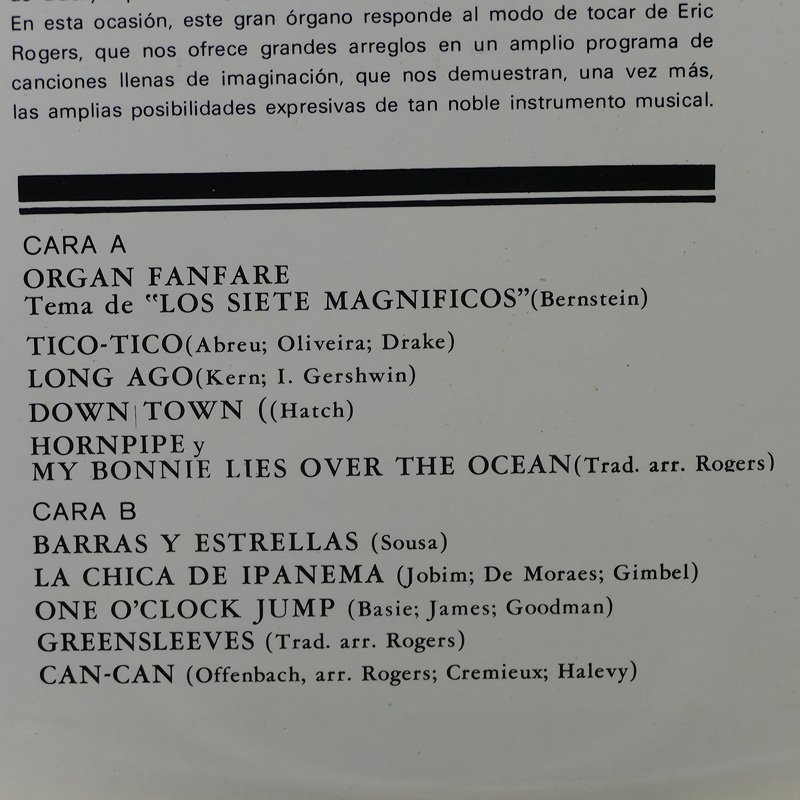 En esta ocasión, este gran órgano responde al modo de tocar de Eric
Rogers, que nos ofrece grandes arreglos en un amplio programa de
canciones llenas de imaginación, que nos demuestran, una vez más,
las amplias posibilidades expresivas de tan noble instrumento musical.
CARA A
ORGAN FANFARE
Tema de “LOS SIETE MAGNIFICOS”(Bernstein)
TICO-TICO(Abreu; Oliveira; Drake)
LONG AGO(Kern; I. Gershwin)
DOWN TOWN ((Hatch)
HORNPIPE y
MY BONNIE LIES OVER THE OCEAN(Trad. arr. Rogers)
CARA B
BARRAS Y ESTRELLAS (Sousa)
LA CHICA DE IPANEMA (Jobim; De Moraes; Gimbel)
ONE O’CLOCK JUMP (Basie; James; Goodman)
GREENSLEEVES (Trad. arr. Rogers)
CAN-CAN (Offenbach, arr. Rogers; Cremieux; Halevy)